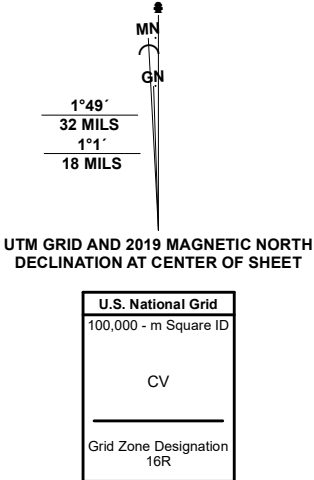 MN
GN
1°49´
32 MILS
1°1´
18 MILS
UTM GRID AND 2019 MAGNETIC NORTH
DECLINATION AT CENTER OF SHEET
U.S. National Grid
100,000 - m Square ID
CV
Grid Zone Designation
16R